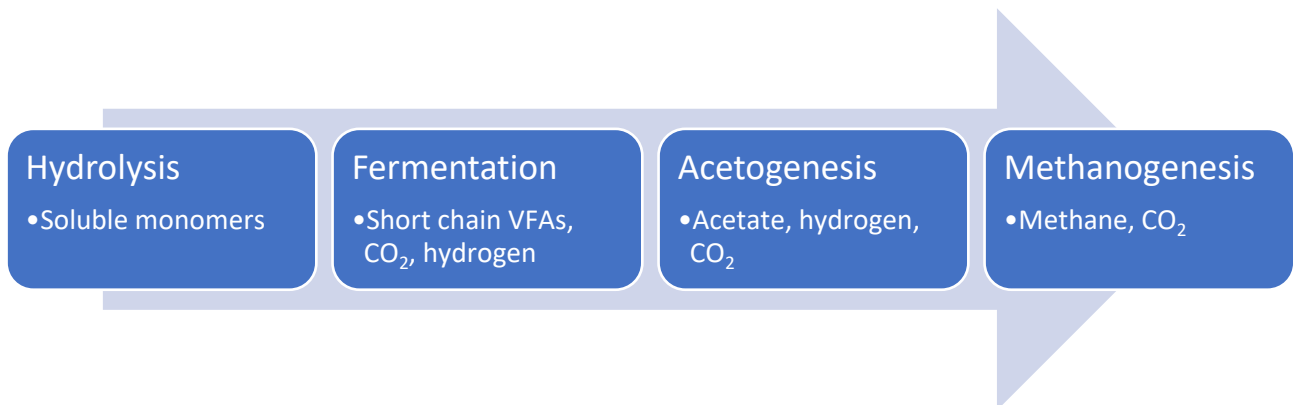 Hydrolysis
•Soluble monomers
Fermentation
•Short chain VFAs,
CO₂, hydrogen
Acetogenesis
•Acetate, hydrogen,
CO₂
Methanogenesis
•Methane, CO₂